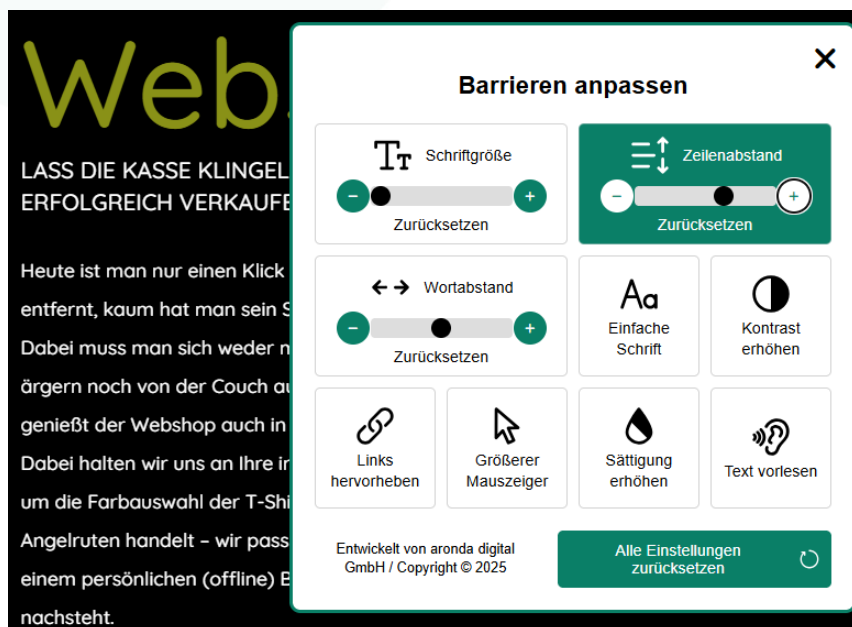 Web.
LASS DIE KASSE KLINGEL
ERFOLGREICH VERKAUFE
Heute ist man nur einen Klick
entfernt, kaum hat man sein S
Dabei muss man sich weder m
ärgern noch von der Couch au
genießt der Webshop auch in
Dabei halten wir uns an Ihre in
um die Farbauswahl der T-Shi
Angelruten handelt – wir pass
einem persönlichen (offline) B
nachsteht.
Barrieren anpassen
Schriftgröße
Zurücksetzen
Zeilenabstand
Zurücksetzen
Wortabstand
Zurücksetzen
Aa
Einfache
Schrift
Kontrast
erhöhen
Links
hervorheben
Größerer
Mauszeiger
Sättigung
erhöhen
Text vorlesen
Entwickelt von aronda digital
GmbH / Copyright © 2025
Alle Einstellungen
zurücksetzen